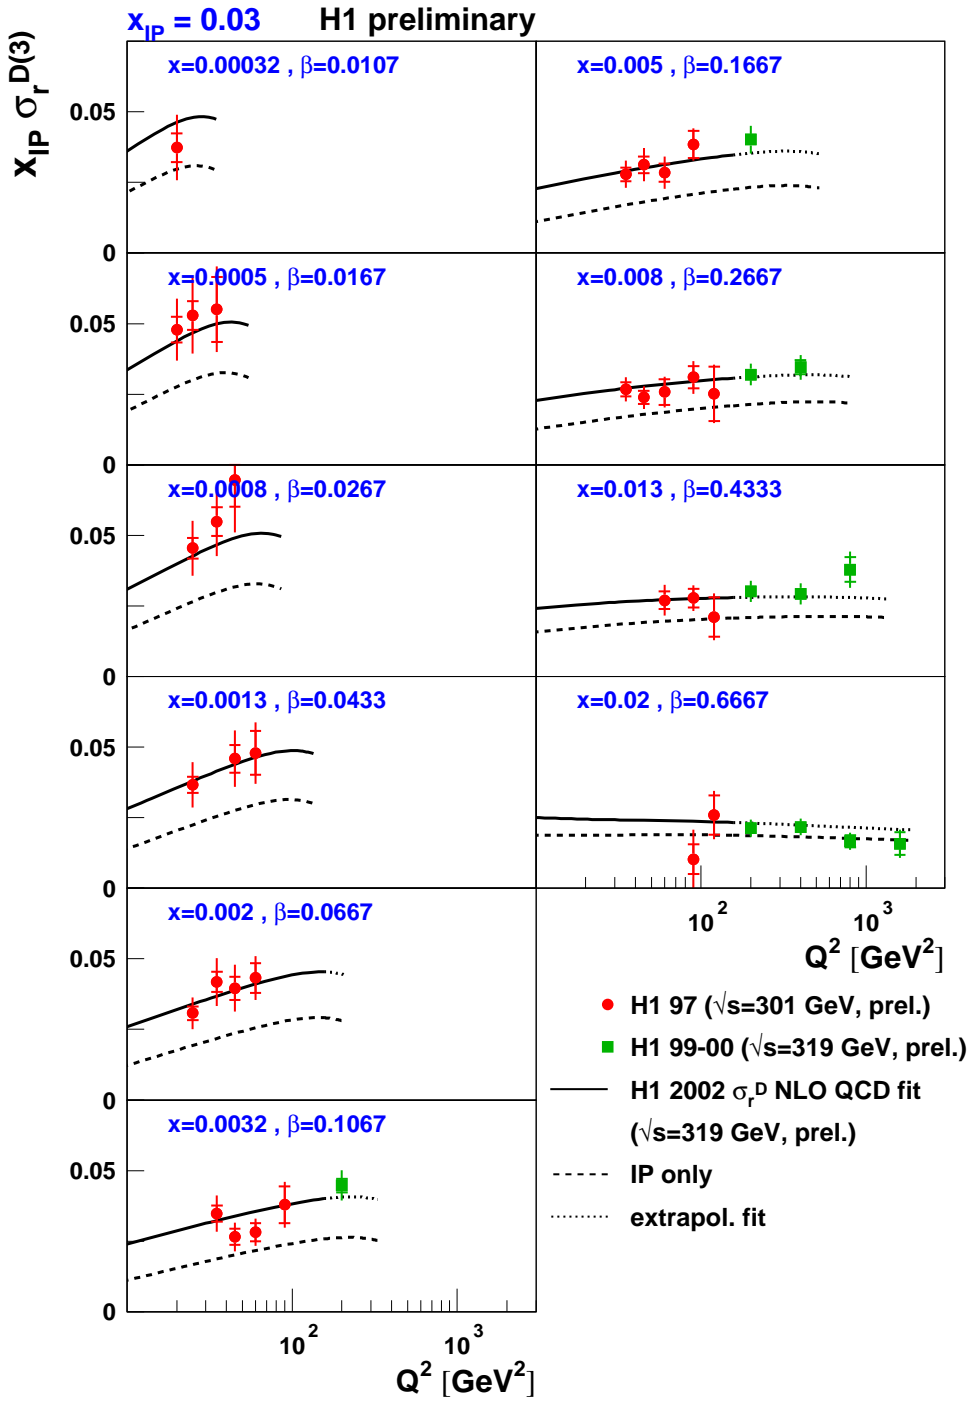 x_IP = 0.03 H1 preliminary
x_IP σ_r^D(3)
x=0.00032 , β=0.0107
0.05
0
x=0.0005 , β=0.0167
0.05
0
x=0.0008 , β=0.0267
0.05
0
x=0.0013 , β=0.0433
0.05
0
x=0.002 , β=0.0667
0.05
0
x=0.0032 , β=0.1067
0.05
0
10^2 10^3
Q^2 [GeV^2]
x=0.005 , β=0.1667
x=0.008 , β=0.2667
x=0.013 , β=0.4333
x=0.02 , β=0.6667
10^2 10^3
Q^2 [GeV^2]
H1 97 (√s=301 GeV, prel.)
H1 99-00 (√s=319 GeV, prel.)
H1 2002 σ_r^D NLO QCD fit
(√s=319 GeV, prel.)
IP only
extrapol. fit